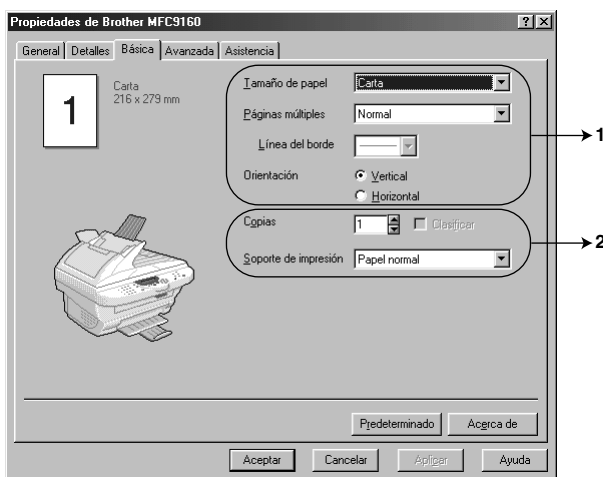 Propiedades de Brother MFC9160
General Detalles Básica Avanzada Asistencia
1
Carta
216 x 279 mm
Tamaño de papel Carta
Páginas múltiples Normal
Línea del borde
Orientación Vertical
Horizontal
1
Copias 1 Clasificar
Soporte de impresión Papel normal
2
Predeterminado Acerca de
Aceptar Cancelar Aplicar Ayuda